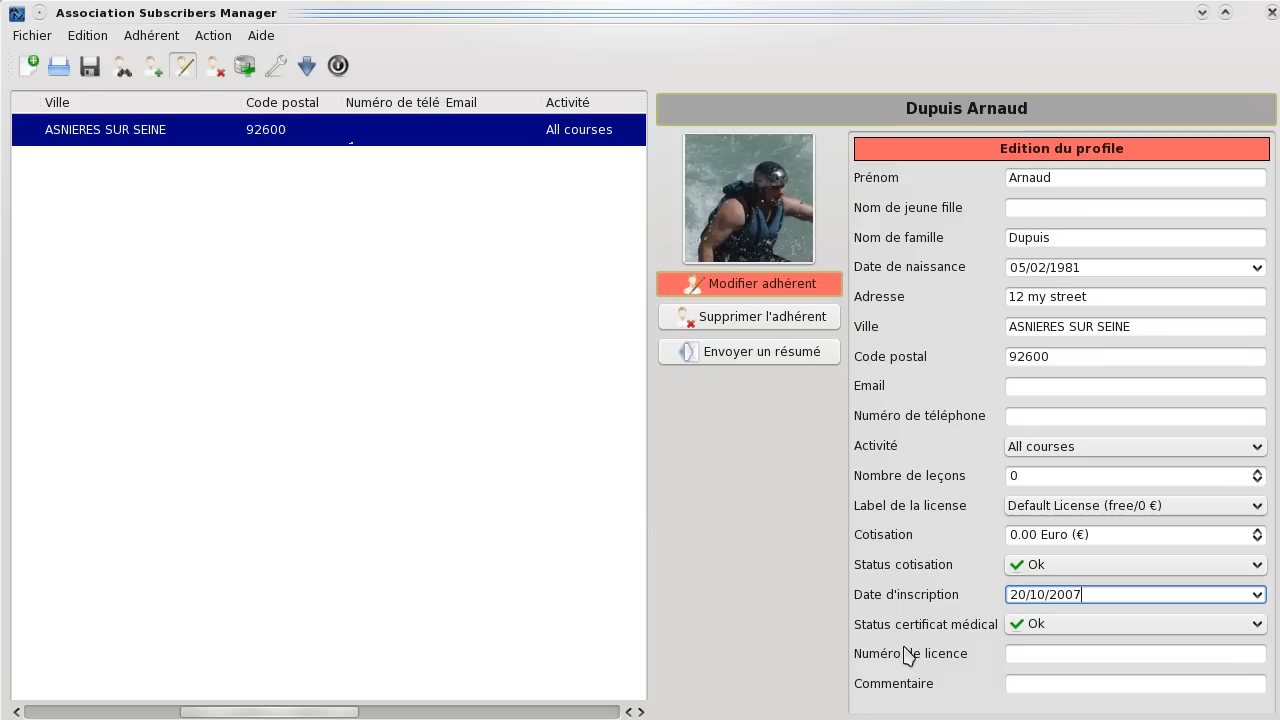 Association Subscribers Manager
Fichier Edition Adhérent Action Aide
Ville Code postal Numéro de télé Email Activité
ASNIERES SUR SEINE 92600 All courses
Dupuis Arnaud
Modifier adhérent
Supprimer l'adhérent
Envoyer un résumé
Edition du profile
Prénom Arnaud
Nom de jeune fille
Nom de famille Dupuis
Date de naissance 05/02/1981
Adresse 12 my street
Ville ASNIERES SUR SEINE
Code postal 92600
Email
Numéro de téléphone
Activité All courses
Nombre de leçons 0
Label de la license Default License (free/0 €)
Cotisation 0.00 Euro (€)
Status cotisation Ok
Date d'inscription 20/10/2007
Status certificat médical Ok
Numéro de licence
Commentaire